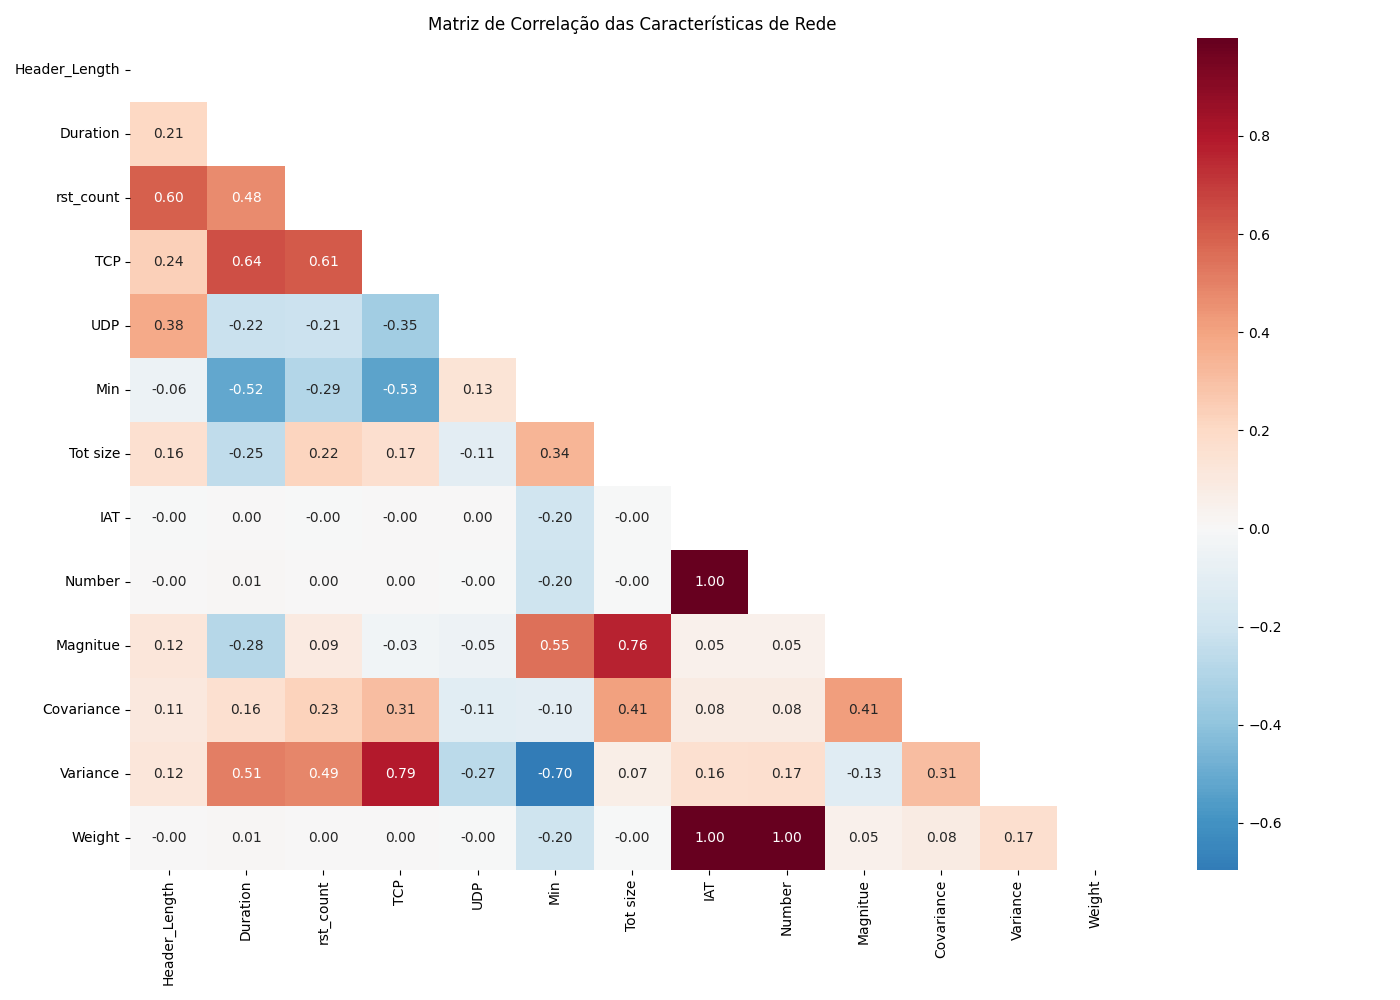 Matriz de Correlação das Características de Rede
Header_Length
Duration 0.21
rst_count 0.60 0.48
TCP 0.24 0.64 0.61
UDP 0.38 -0.22 -0.21 -0.35
Min -0.06 -0.52 -0.29 -0.53 0.13
Tot size 0.16 -0.25 0.22 0.17 -0.11 0.34
IAT -0.00 0.00 -0.00 -0.00 0.00 -0.20 -0.00
Number -0.00 0.01 0.00 0.00 -0.00 -0.20 -0.00 1.00
Magnitue 0.12 -0.28 0.09 -0.03 -0.05 0.55 0.76 0.05 0.05
Covariance 0.11 0.16 0.23 0.31 -0.11 -0.10 0.41 0.08 0.08 0.41
Variance 0.12 0.51 0.49 0.79 -0.27 -0.70 0.07 0.16 0.17 -0.13 0.31
Weight -0.00 0.01 0.00 0.00 -0.00 -0.20 -0.00 1.00 1.00 0.05 0.08 0.17
Header_Length Duration rst_count TCP UDP Min Tot size IAT Number Magnitue Covariance Variance Weight
0.8
0.6
0.4
0.2
0.0
−0.2
−0.4
−0.6